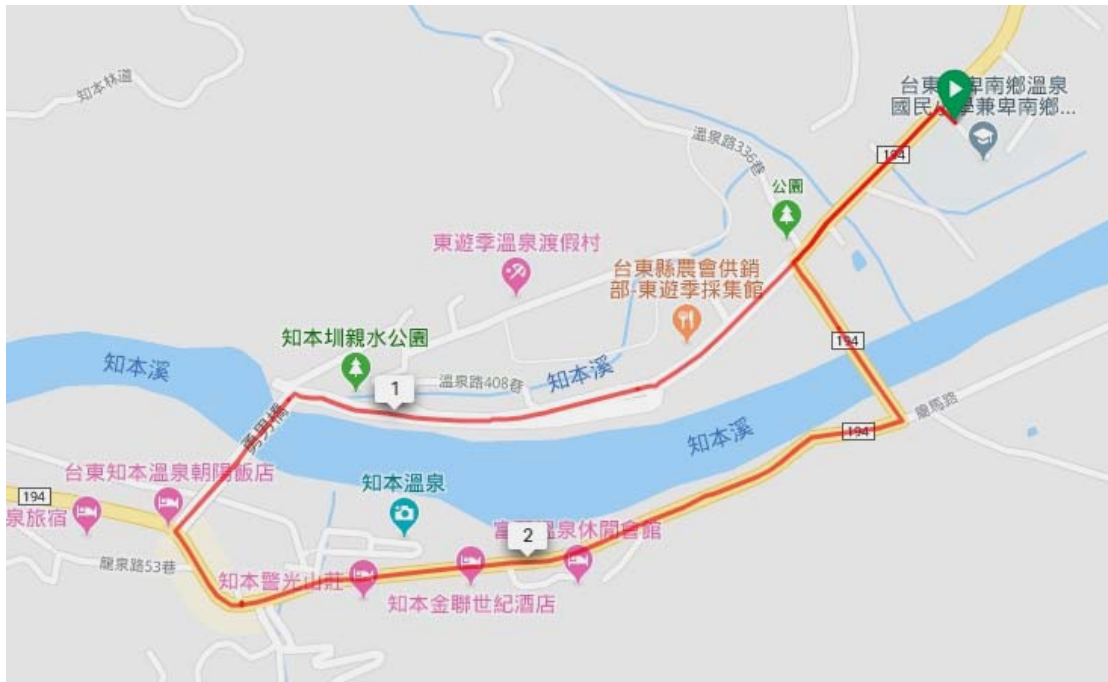 知本林道
台東
卑南鄉溫泉
國民小學兼卑南鄉...
溫泉路336巷
194
公園
東遊季溫泉渡假村
台東縣農會供銷
部-東遊季採集館
知本圳親水公園
知本溪
溫泉路408巷
知本溪
194
1
龍馬路
勇男橋
知本溪
194
台東知本溫泉朝陽飯店
知本溫泉
194
泉旅宿
2
溫泉休閒會館
龍泉路53巷
知本警光山莊
知本金聯世紀酒店